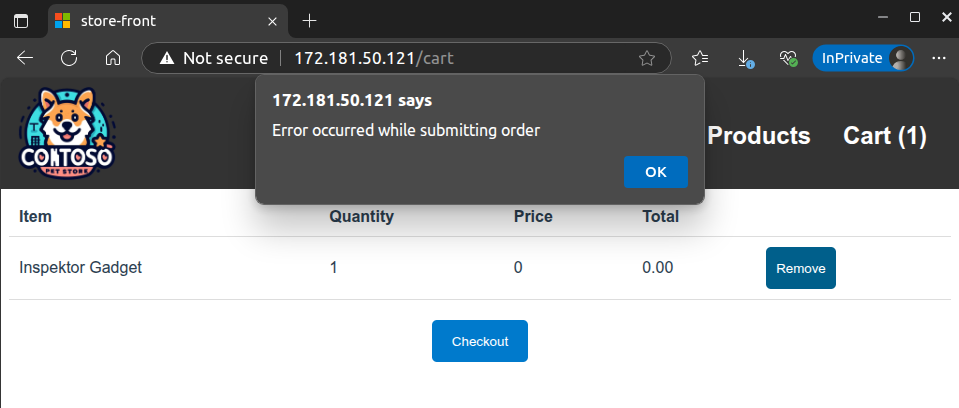 store-front
Not secure 172.181.50.121/cart
InPrivate
172.181.50.121 says
Error occurred while submitting order
OK
CONTOSO
PET STORE
Products Cart (1)
Item Quantity Price Total
Inspektor Gadget 1 0 0.00 Remove
Checkout